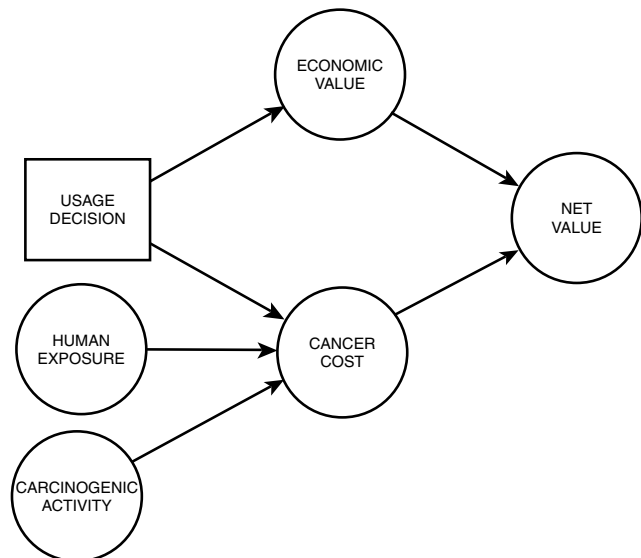 ECONOMIC
VALUE
USAGE
DECISION
NET
VALUE
HUMAN
EXPOSURE
CANCER
COST
CARCINOGENIC
ACTIVITY